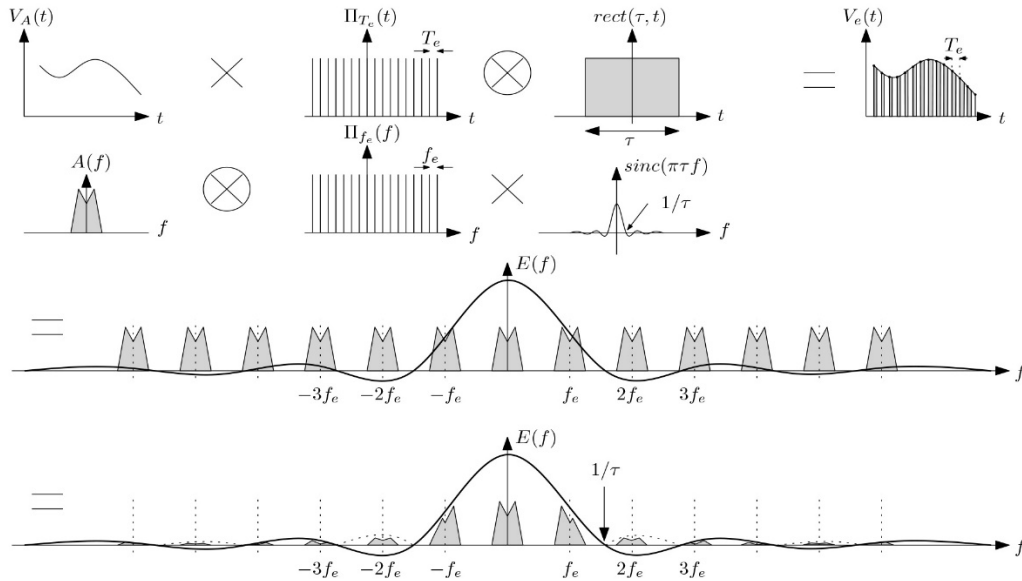 V_A(t)
Π_{T_e}(t)
rect(τ, t)
V_e(t)
T_e
T_e
t
t
t
t
τ
A(f)
Π_{f_e}(f)
sinc(πτf)
f_e
1/τ
f
f
f
E(f)
−3f_e −2f_e −f_e f_e 2f_e 3f_e
f
E(f)
1/τ
−3f_e −2f_e −f_e f_e 2f_e 3f_e
f